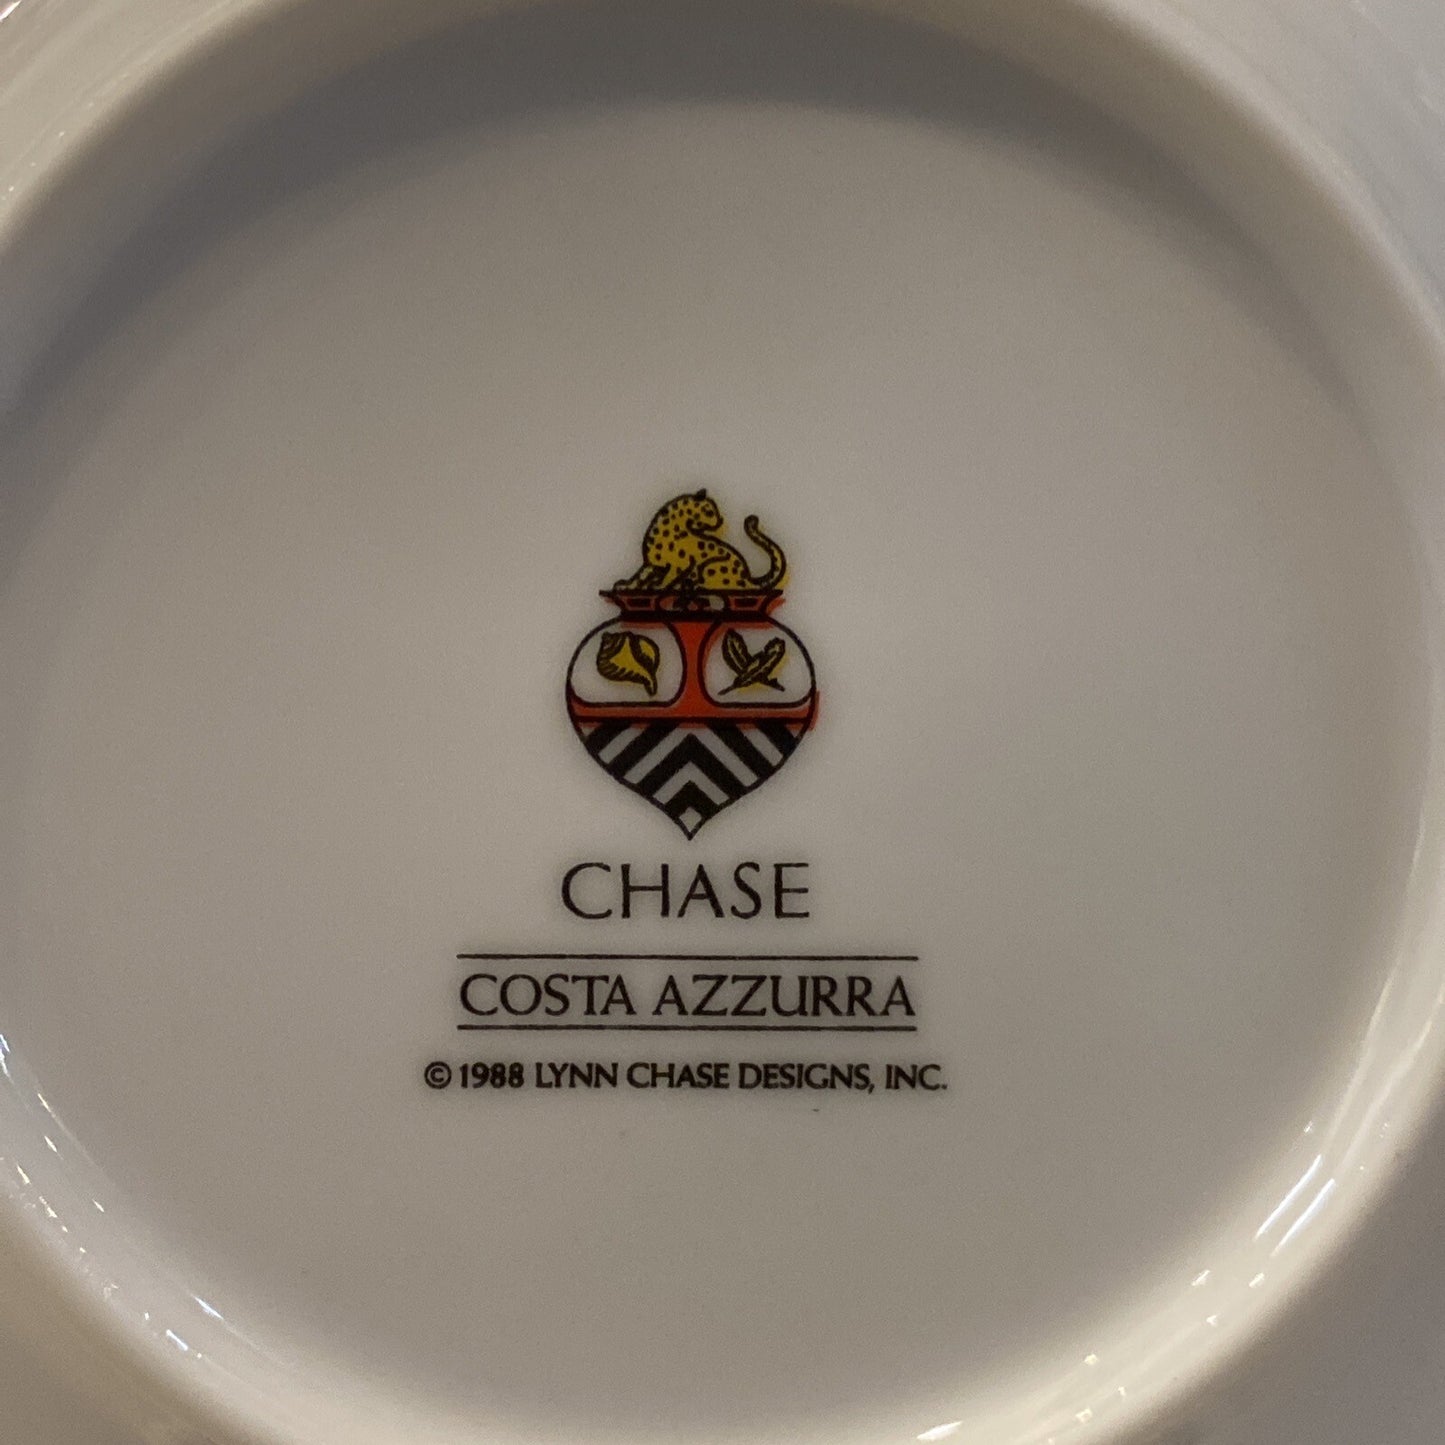 CHASE
COSTA AZZURRA
© 1988 LYNN CHASE DESIGNS, INC.